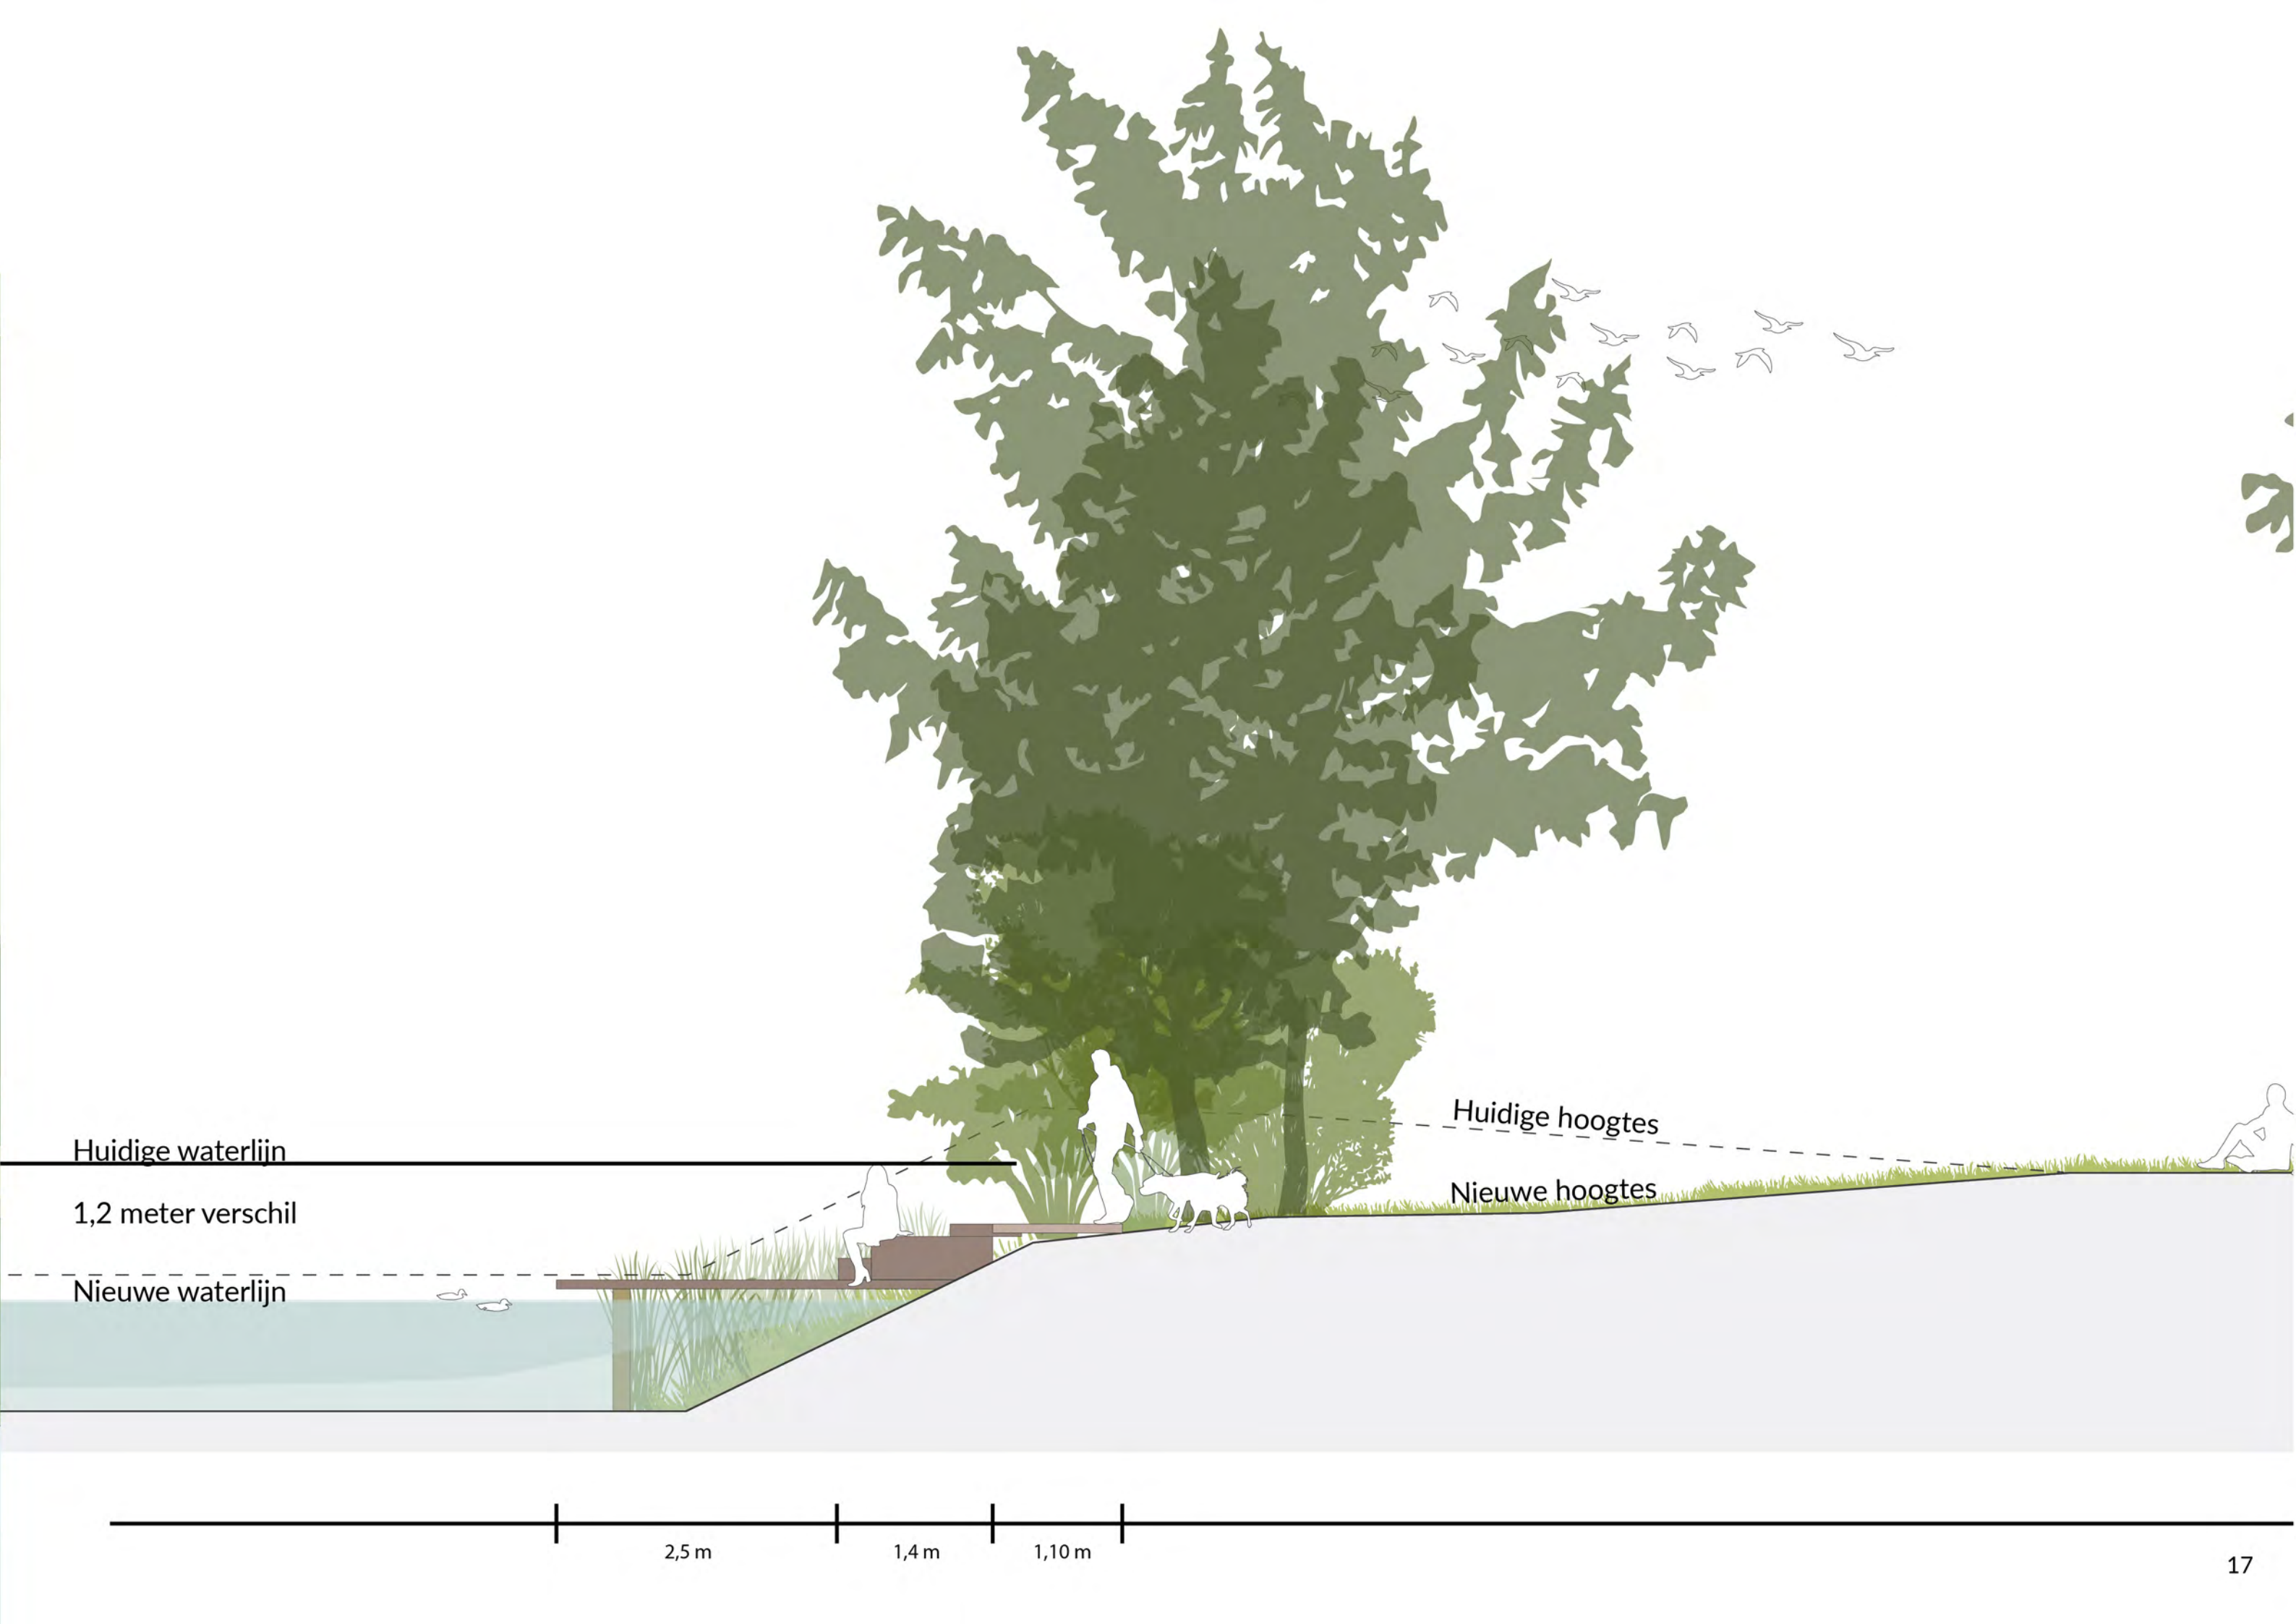 Huidige waterlijn
1,2 meter verschil
Nieuwe waterlijn
Huidige hoogtes
Nieuwe hoogtes
2,5 m
1,4 m
1,10 m
17